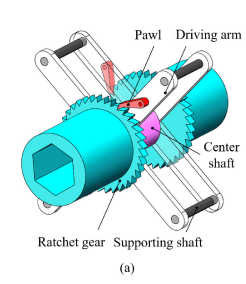 Pawl Driving arm
Center
shaft
Ratchet gear Supporting shaft
(a)